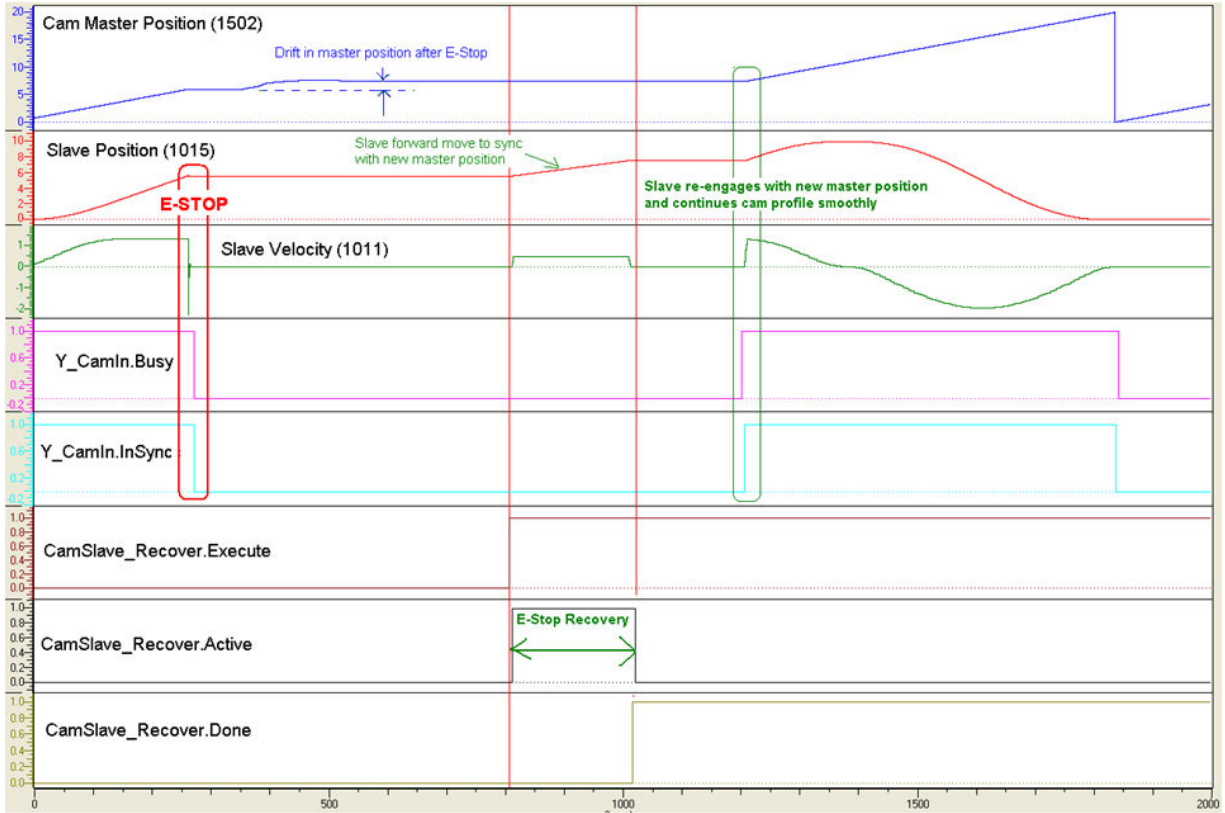 20
Cam Master Position (1502)
15
Drift in master position after E-Stop
10
5
0
10
Slave Position (1015)
Slave forward move to sync
with new master position
8
6
4
2
0
E-STOP
Slave re-engages with new master position
and continues cam profile smoothly
Slave Velocity (1011)
1
0
-1
-2
1.0
0.6
Y_CamIn.Busy
0.2
-0.2
1.0
0.6
Y_CamIn.InSync
0.2
-0.2
1.0
0.8
CamSlave_Recover.Execute
0.6
0.4
0.2
0.0
1.0
0.8
E-Stop Recovery
0.6
CamSlave_Recover.Active
0.4
0.2
0.0
1.0
0.8
CamSlave_Recover.Done
0.6
0.4
0.2
0.0
0 500 1000 1500 2000